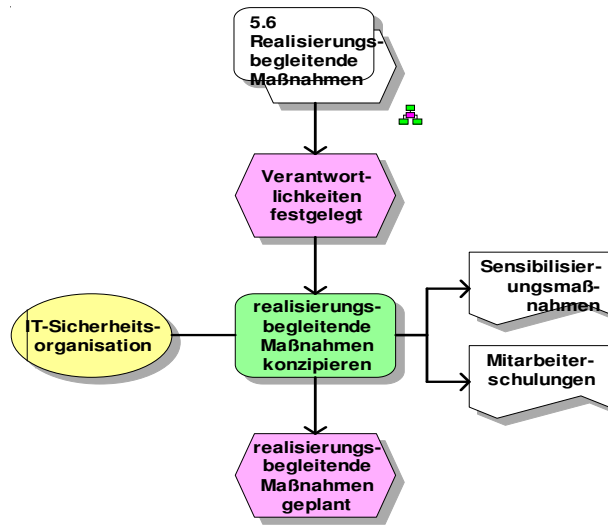 5.6
Realisierungs-
begleitende
Maßnahmen
Verantwort-
lichkeiten
festgelegt
Sensibilisier-
ungsmaß-
nahmen
IT-Sicherheits-
organisation
realisierungs-
begleitende
Maßnahmen
konzipieren
Mitarbeiter-
schulungen
realisierungs-
begleitende
Maßnahmen
geplant